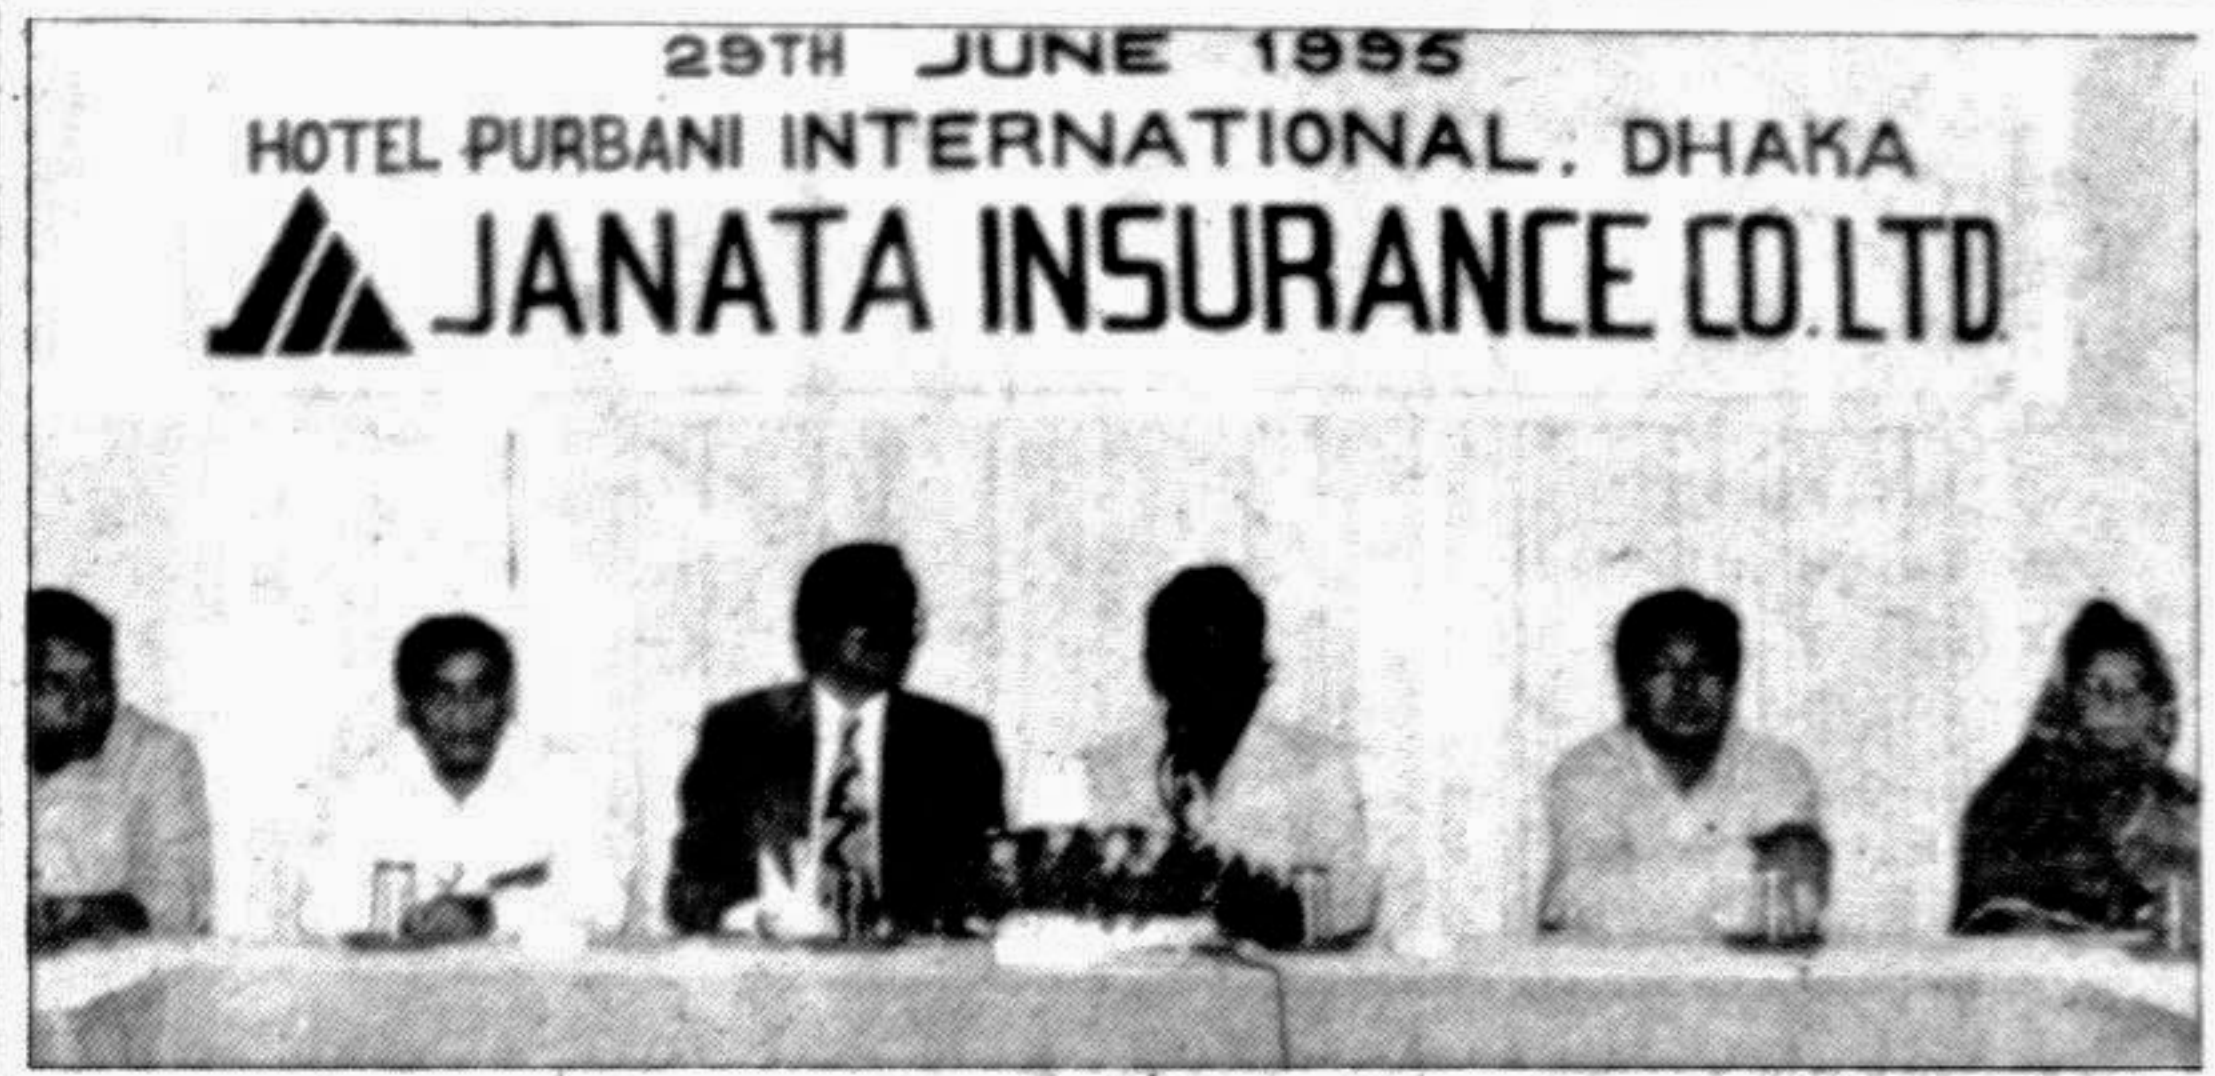 29TH JUNE 1995
HOTEL PURBANI INTERNATIONAL, DHAKA
JANATA INSURANCE CO. LTD.